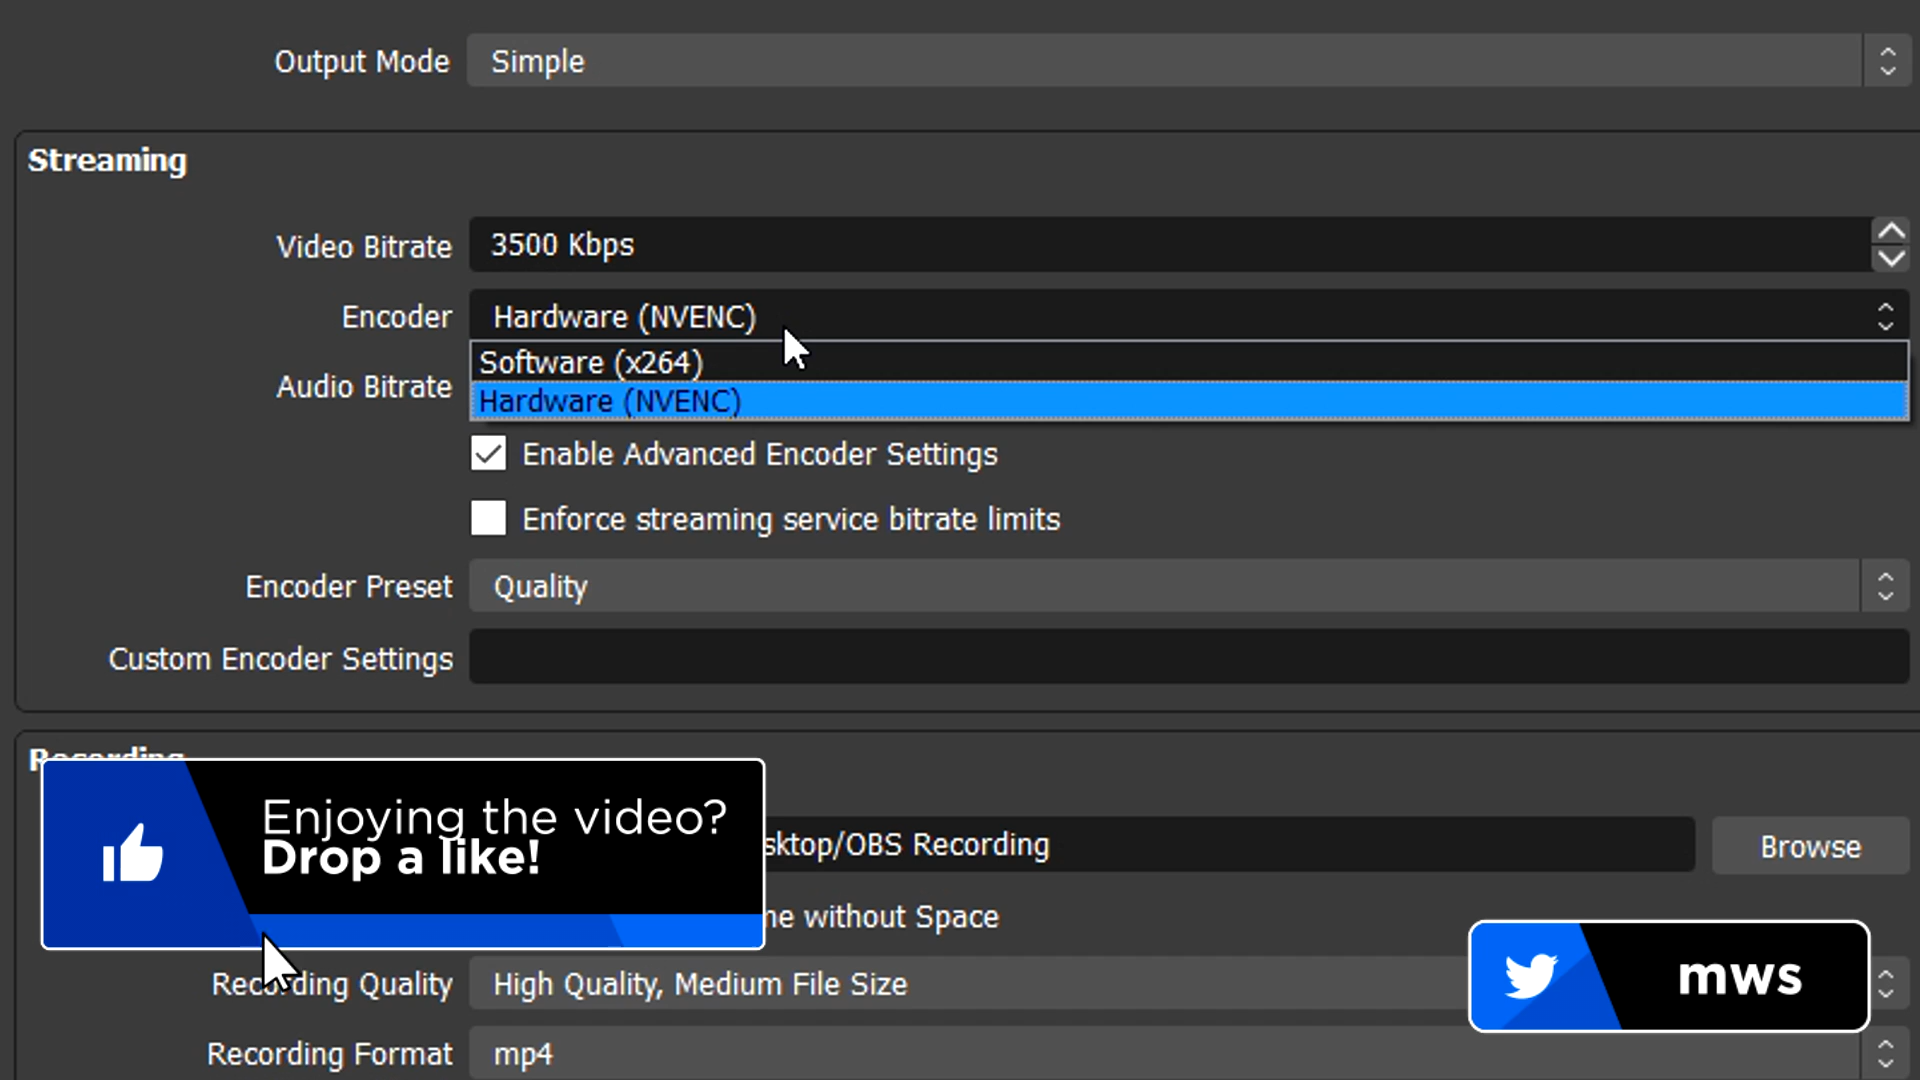 Output Mode Simple
Streaming
Video Bitrate 3500 Kbps
Encoder Hardware (NVENC)
Software (x264)
Audio Bitrate
Hardware (NVENC)
Enable Advanced Encoder Settings
Enforce streaming service bitrate limits
Encoder Preset Quality
Custom Encoder Settings
Recording
Enjoying the video?
Drop a like!
sktop/OBS Recording Browse
ne without Space
mws
Recording Quality High Quality, Medium File Size
Recording Format mp4